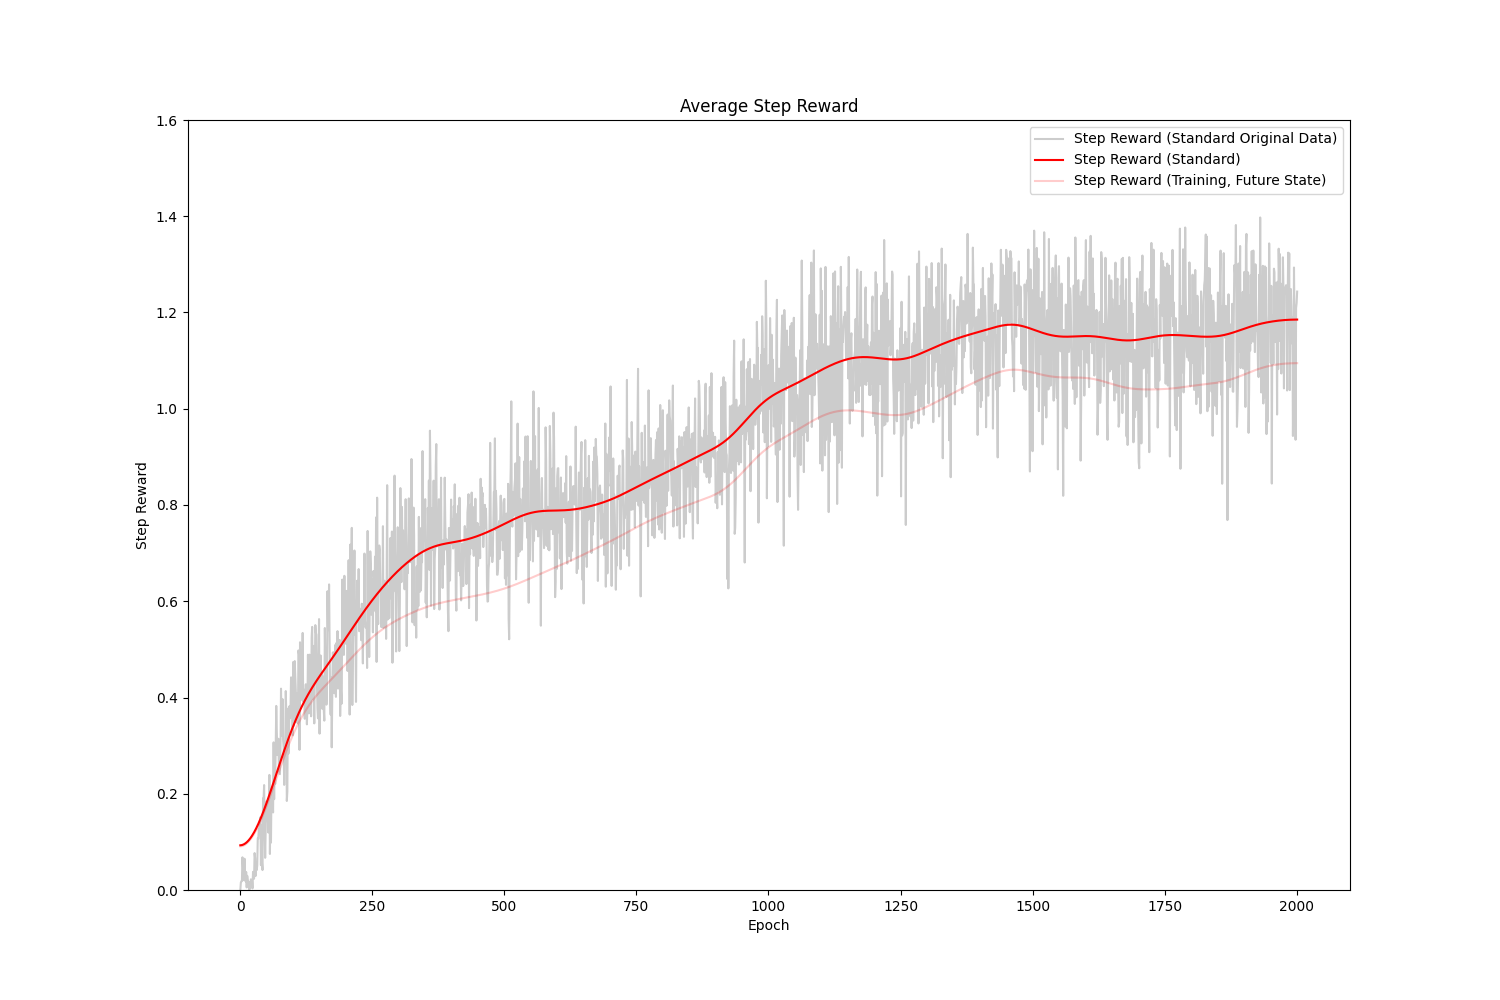 Average Step Reward
Step Reward (Standard Original Data)
Step Reward (Standard)
Step Reward (Training, Future State)
Step Reward
1.6
1.4
1.2
1.0
0.8
0.6
0.4
0.2
0.0
0 250 500 750 1000 1250 1500 1750 2000
Epoch